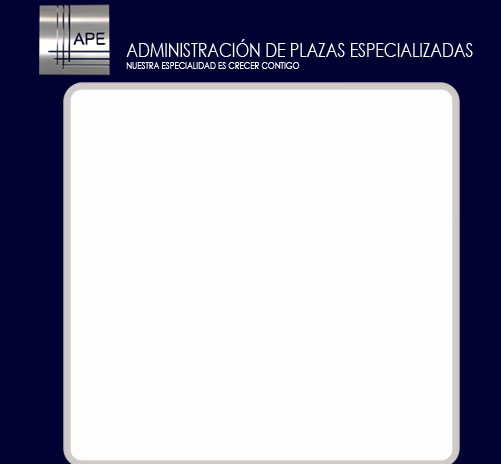 APE
ADMINISTRACIÓN DE PLAZAS ESPECIALIZADAS
NUESTRA ESPECIALIDAD ES CRECER CONTIGO